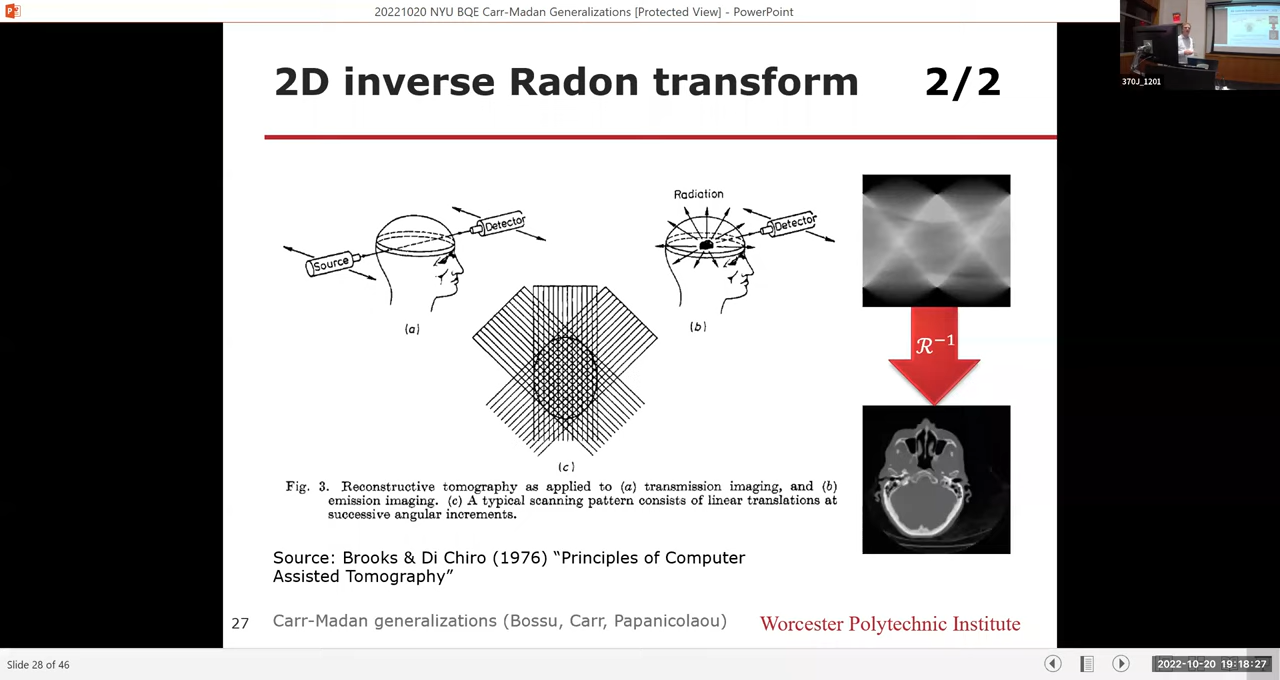 20221020 NYU BQE Carr-Madan Generalizations [Protected View] - PowerPoint
370J_1201
2D inverse Radon transform 2/2
Source
Detector
(a)
Radiation
Detector
(b)
(c)
ℛ⁻¹
Fig. 3. Reconstructive tomography as applied to (a) transmission imaging, and (b)
emission imaging. (c) A typical scanning pattern consists of linear translations at
successive angular increments.
Source: Brooks & Di Chiro (1976) “Principles of Computer
Assisted Tomography”
27 Carr-Madan generalizations (Bossu, Carr, Papanicolaou) Worcester Polytechnic Institute
Slide 28 of 46
2022-10-20 19:18:27